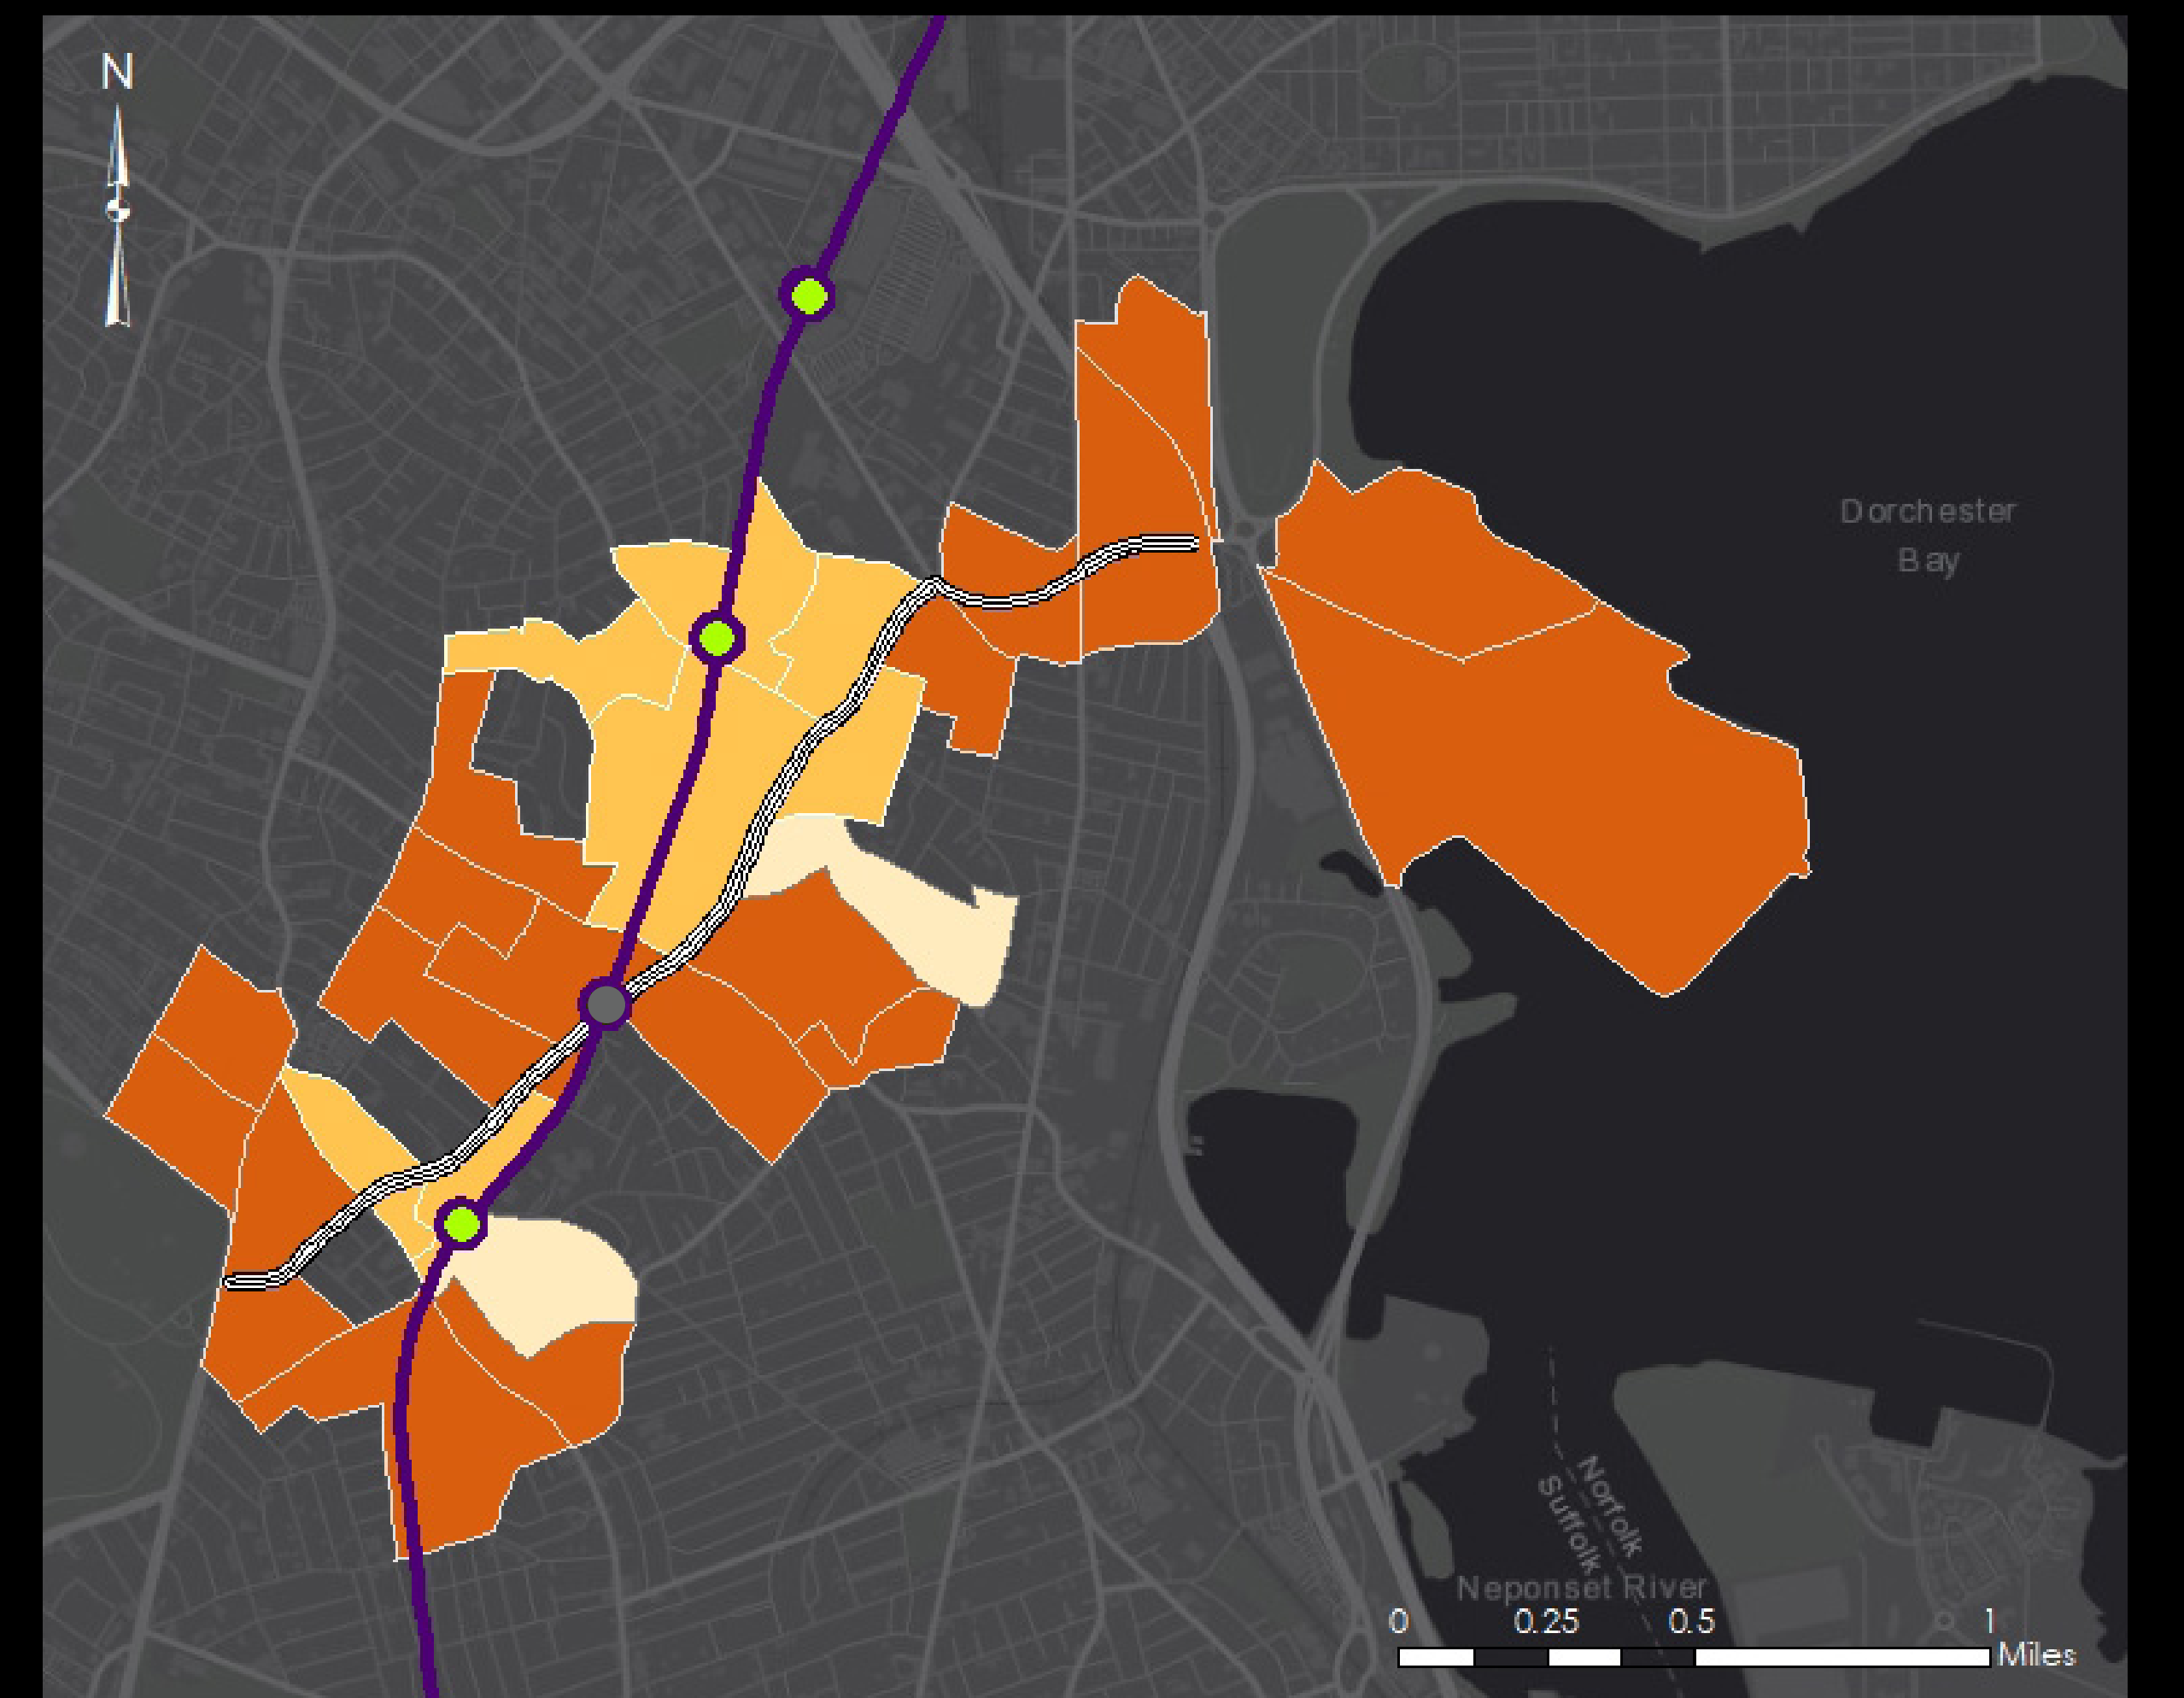 N
Dorchester
Bay
Norfolk
Suffolk
Neponset River
0 0.25 0.5 1
Miles